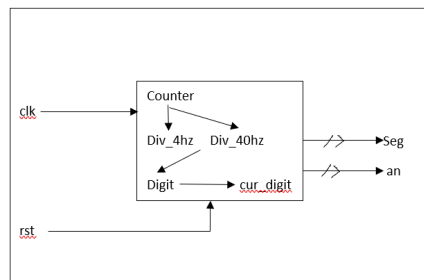 Counter
clk
Div_4hz Div_40hz
Seg
an
Digit cur_digit
rst